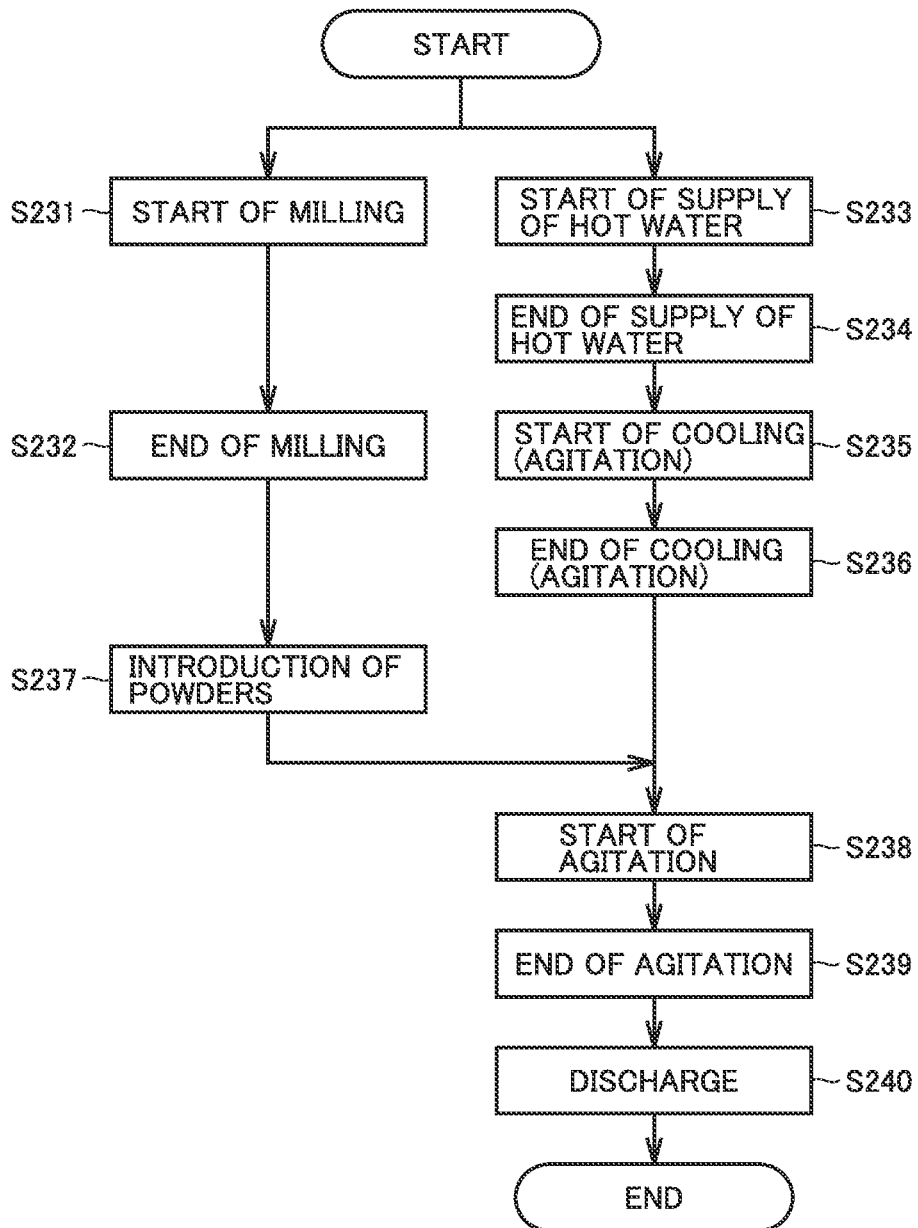 START
S231
START OF MILLING
START OF SUPPLY
OF HOT WATER
S233
END OF SUPPLY OF
HOT WATER
S234
S232
END OF MILLING
START OF COOLING
(AGITATION)
S235
END OF COOLING
(AGITATION)
S236
S237
INTRODUCTION OF
POWDERS
START OF
AGITATION
S238
END OF AGITATION
S239
DISCHARGE
S240
END